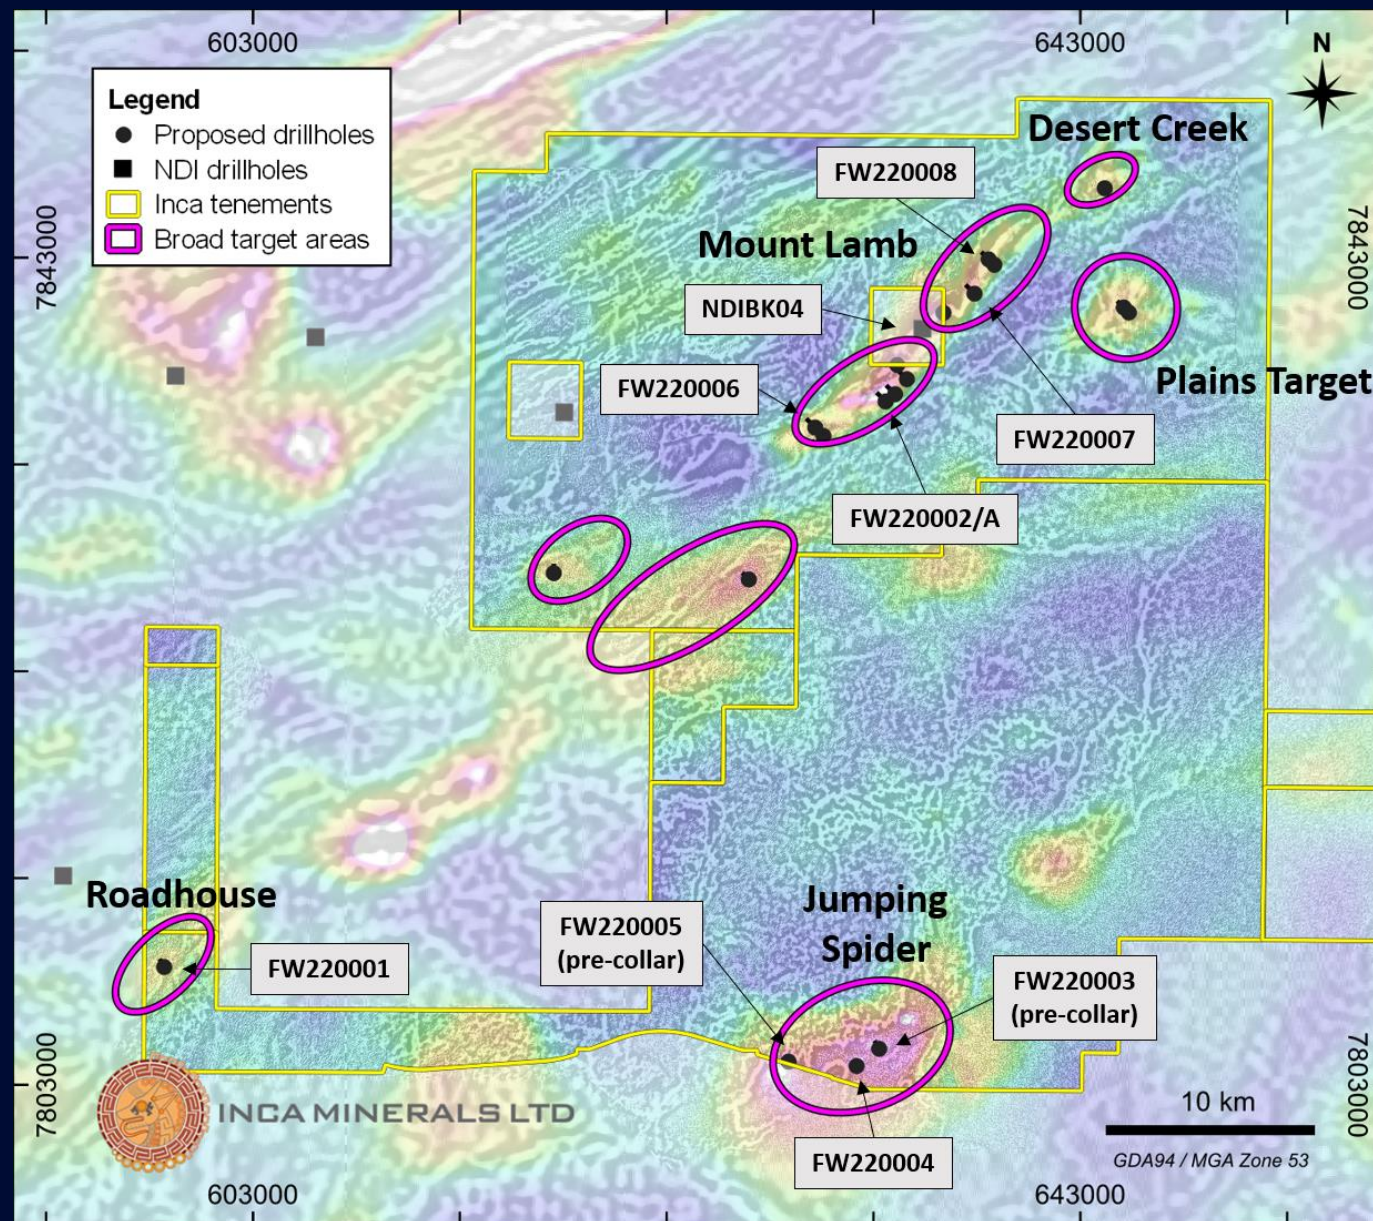 603000
643000
N
Legend
Proposed drillholes
NDI drillholes
Inca tenements
Broad target areas
Desert Creek
FW220008
7843000
7843000
Mount Lamb
NDIBK04
FW220006
Plains Target
FW220007
FW220002/A
Roadhouse
FW220001
Jumping
Spider
FW220005
(pre-collar)
FW220003
(pre-collar)
FW220004
7803000
7803000
INCA MINERALS LTD
10 km
GDA94 / MGA Zone 53
603000
643000